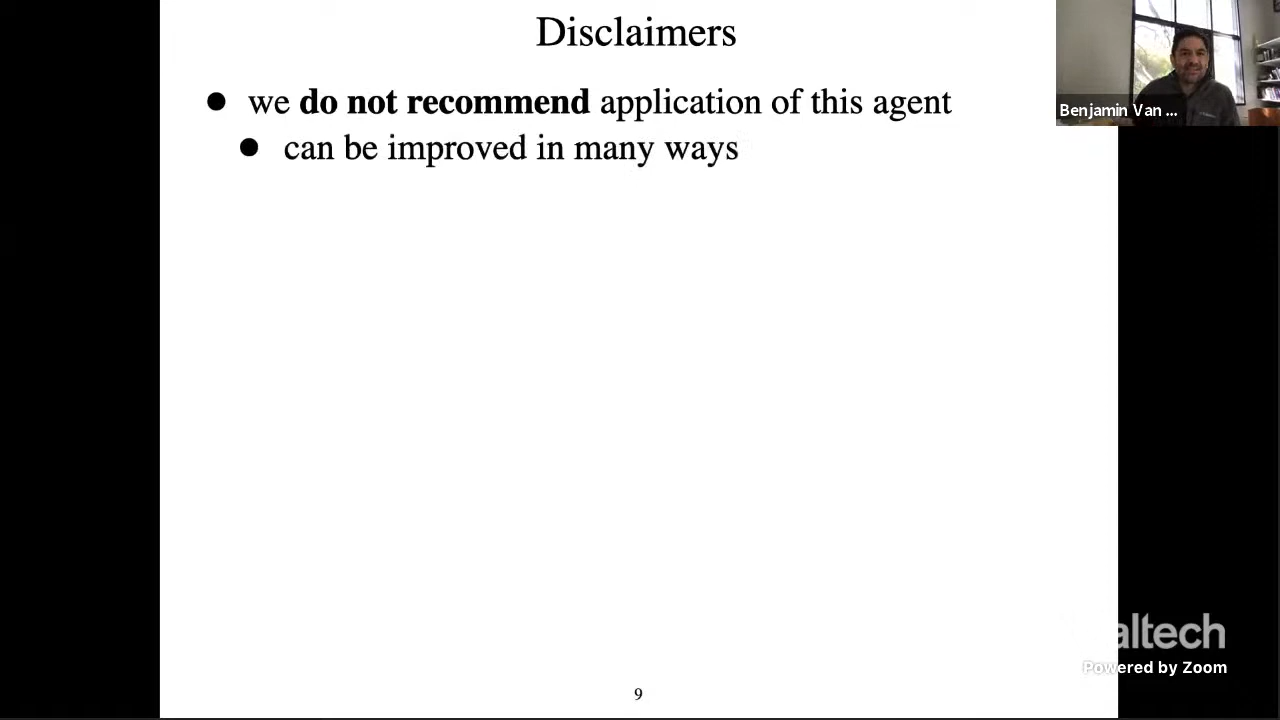 Disclaimers
● we do not recommend application of this agent
● can be improved in many ways
Benjamin Van ...
altech
Powered by Zoom
9